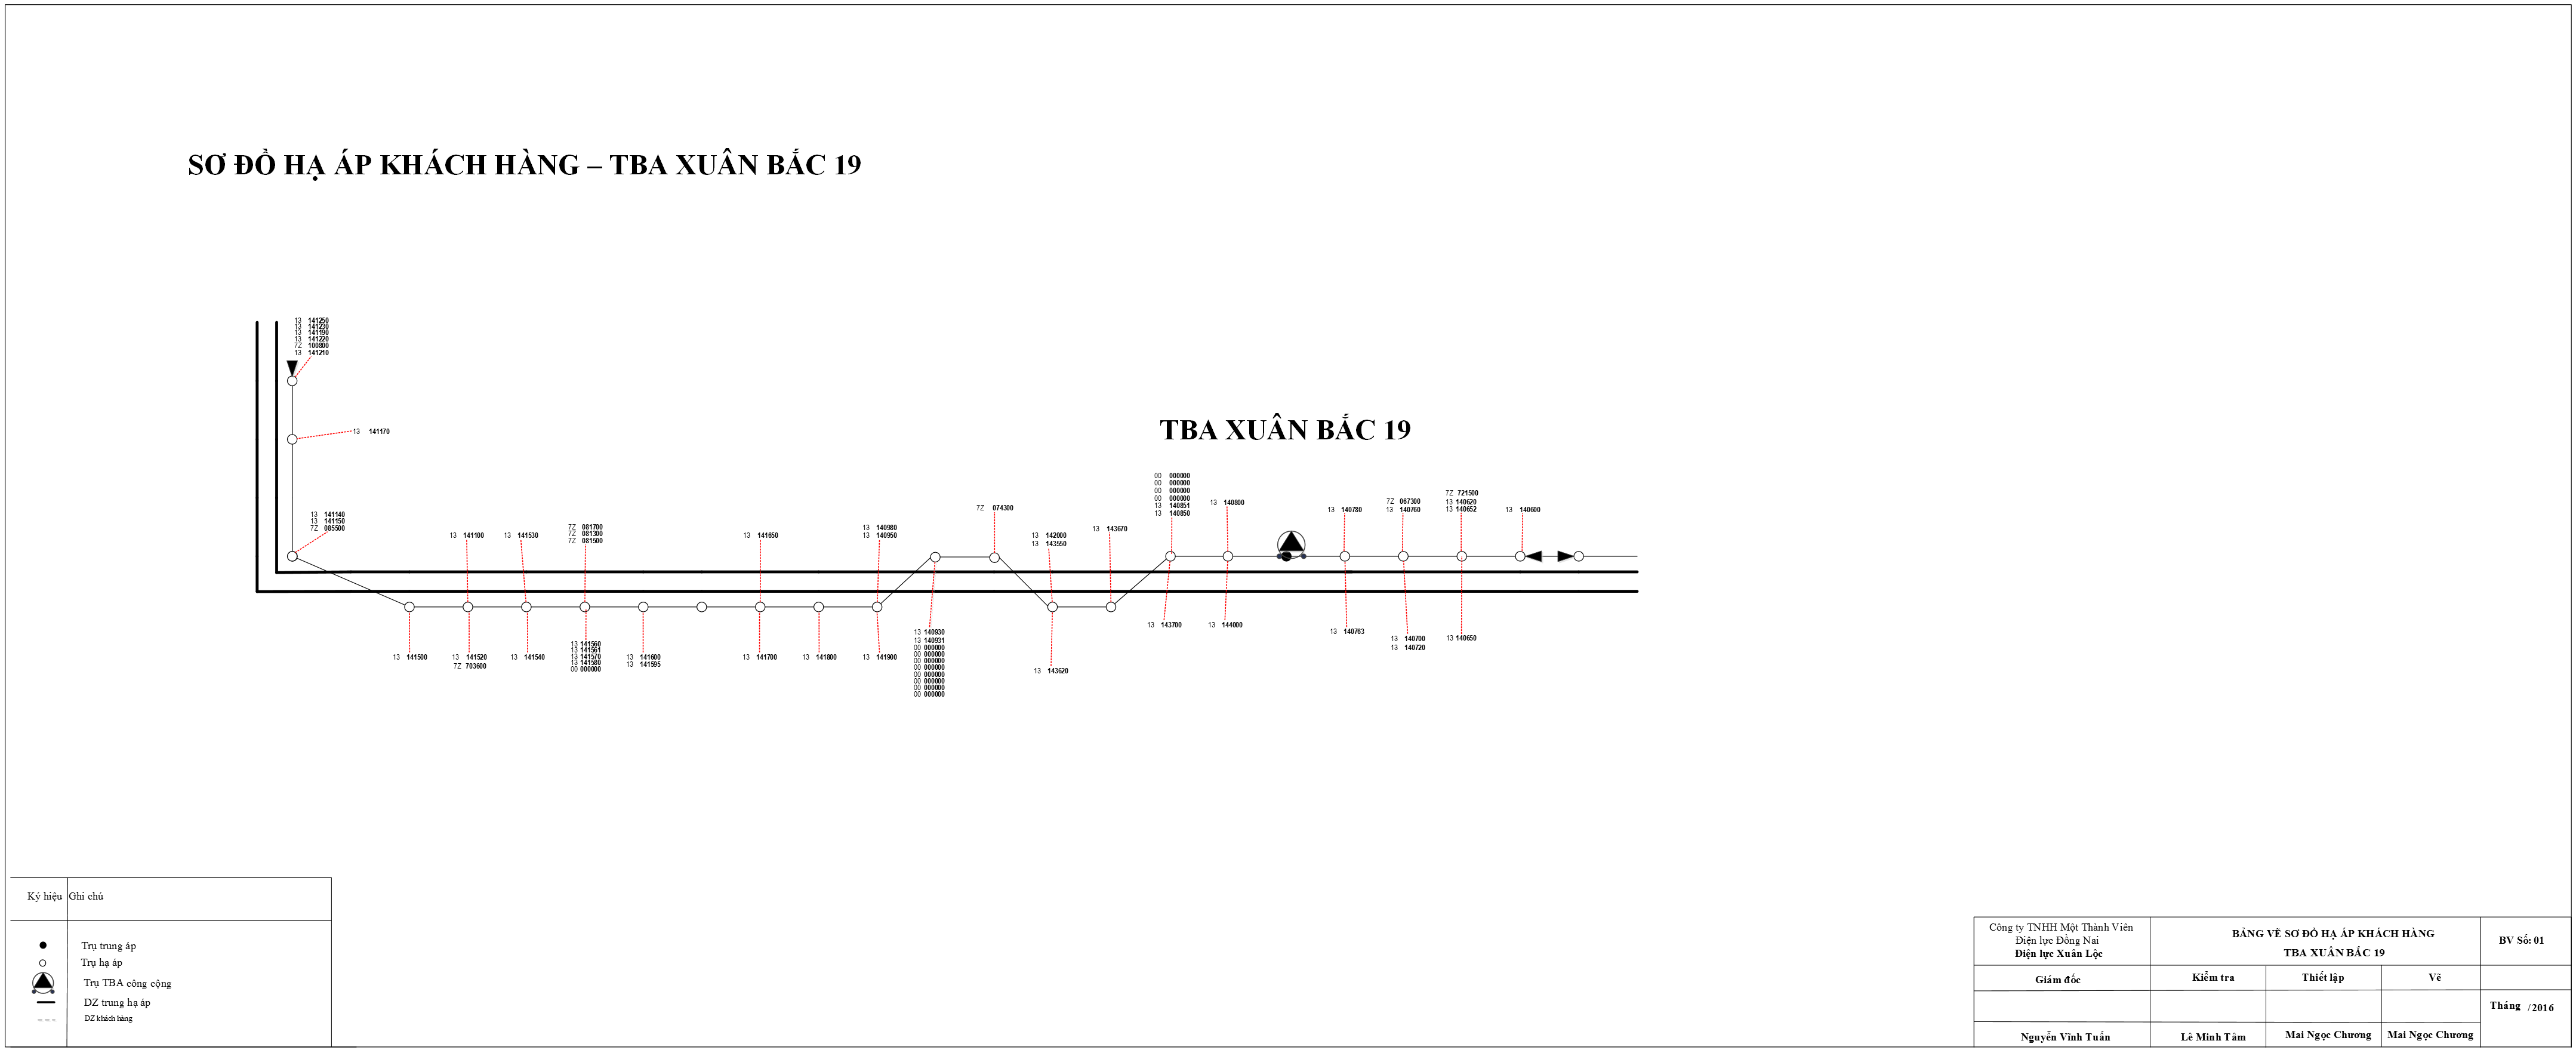 SƠ ĐỒ HẠ ÁP KHÁCH HÀNG – TBA XUÂN BẮC 19
13 141250
13 141230
13 141190
13 141220
7Z 100800
13 141210
13 141170
TBA XUÂN BẮC 19
13 141140
13 141150
7Z 085500
13 141100
13 141530
7Z 081700
7Z 081300
7Z 081500
13 141650
13 140980
13 140950
7Z 074300
13 142000
13 143550
13 143670
00 000000
00 000000
00 000000
00 000000
13 140851
13 140850
13 140800
13 140780
7Z 067300
13 140760
7Z 721500
13 140620
13 140652
13 140600
13 141500
13 141520
7Z 703600
13 141540
13 141560
13 141561
13 141570
13 141580
00 000000
13 141600
13 141595
13 141700
13 141800
13 141900
13 140930
13 140931
00 000000
00 000000
00 000000
00 000000
00 000000
00 000000
00 000000
00 000000
13 143620
13 143700
13 144000
13 140763
13 140700
13 140720
13 140650
Ký hiệu Ghi chú
Trụ trung áp
Trụ hạ áp
Trụ TBA công cộng
DZ trung hạ áp
DZ khách hàng
Công ty TNHH Một Thành Viên
Điện lực Đồng Nai
Điện lực Xuân Lộc
BẢNG VẼ SƠ ĐỒ HẠ ÁP KHÁCH HÀNG
TBA XUÂN BẮC 19
BV Số: 01
Giám đốc Kiểm tra Thiết lập Vẽ
Tháng /2016
Nguyễn Vĩnh Tuấn Lê Minh Tâm Mai Ngọc Chương Mai Ngọc Chương